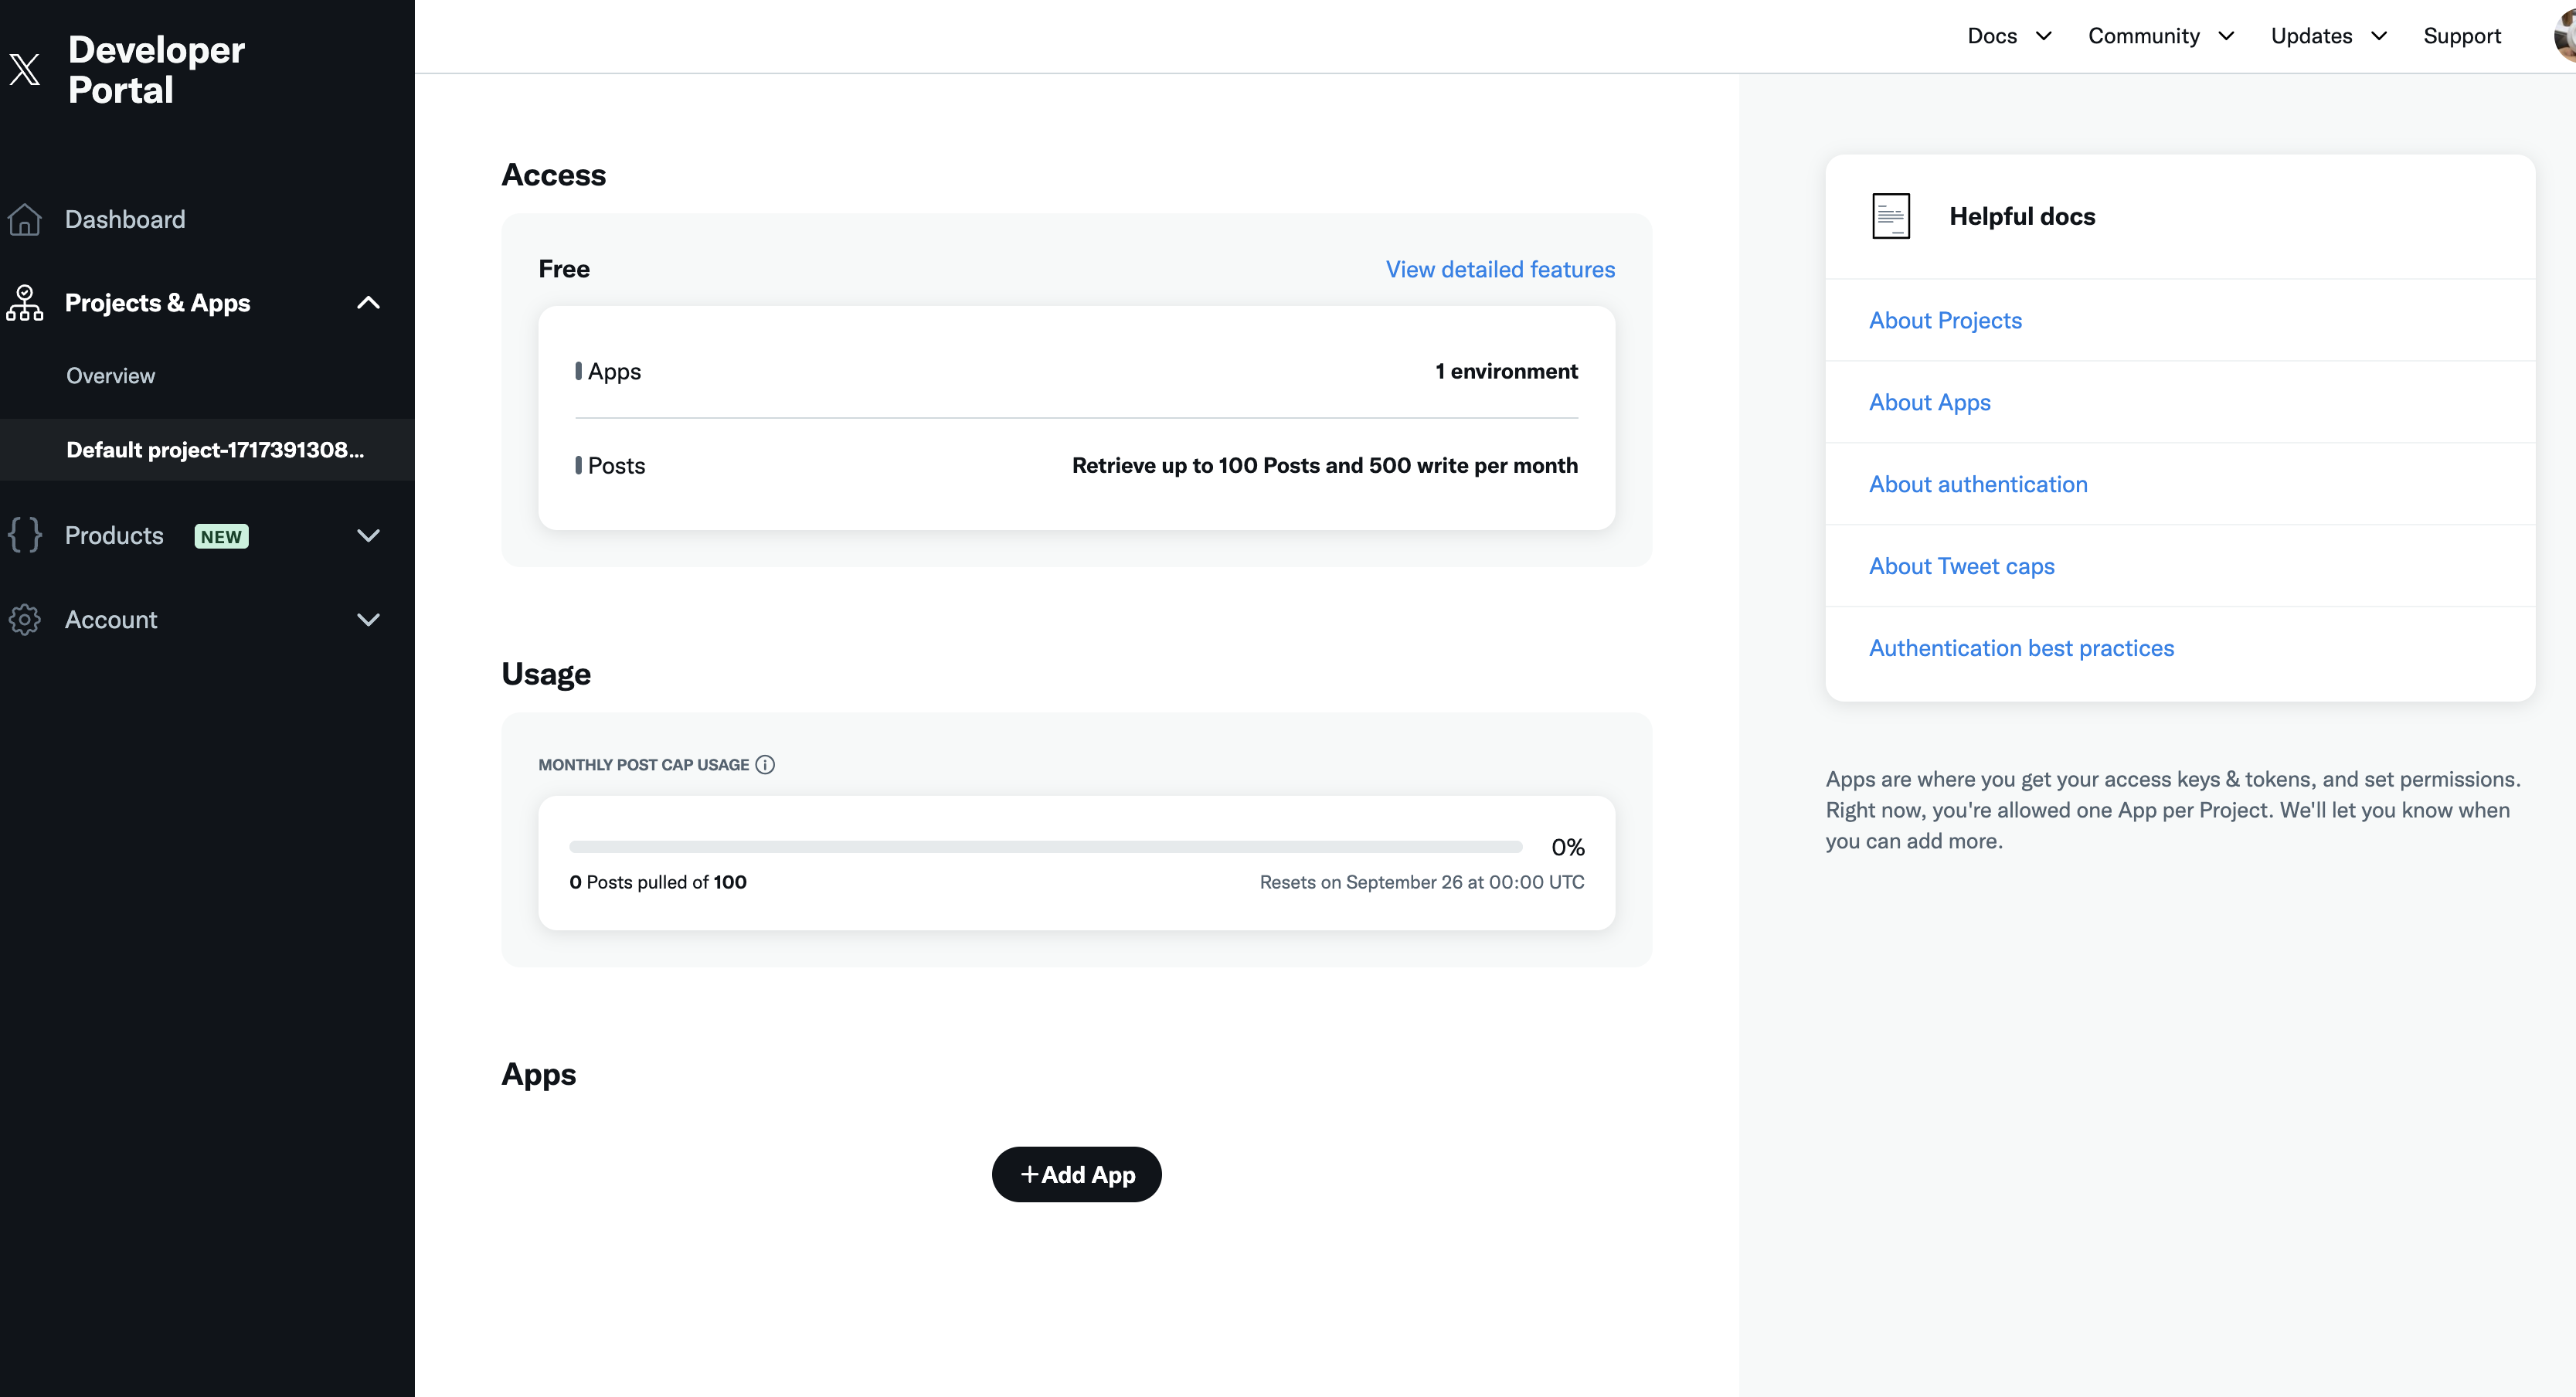 Developer
Portal
Docs
Community
Updates
Support
Dashboard
Projects & Apps
Overview
Default project-1717391308...
Products NEW
Account
Access
Free
View detailed features
Apps
1 environment
Posts
Retrieve up to 100 Posts and 500 write per month
Usage
MONTHLY POST CAP USAGE
0%
0 Posts pulled of 100
Resets on September 26 at 00:00 UTC
Apps
+Add App
Helpful docs
About Projects
About Apps
About authentication
About Tweet caps
Authentication best practices
Apps are where you get your access keys & tokens, and set permissions.
Right now, you're allowed one App per Project. We'll let you know when
you can add more.